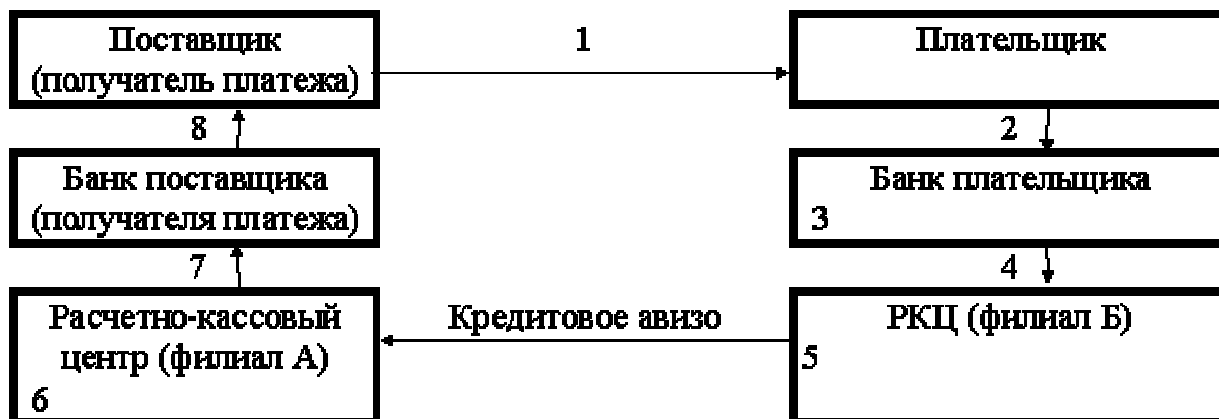 Поставщик
(получатель платежа)
1
Плательщик
8
2
Банк поставщика
(получателя платежа)
Банк плательщика
3
7
4
Расчетно-кассовый
центр (филиал А)
6
Кредитовое авизо
РКЦ (филиал Б)
5